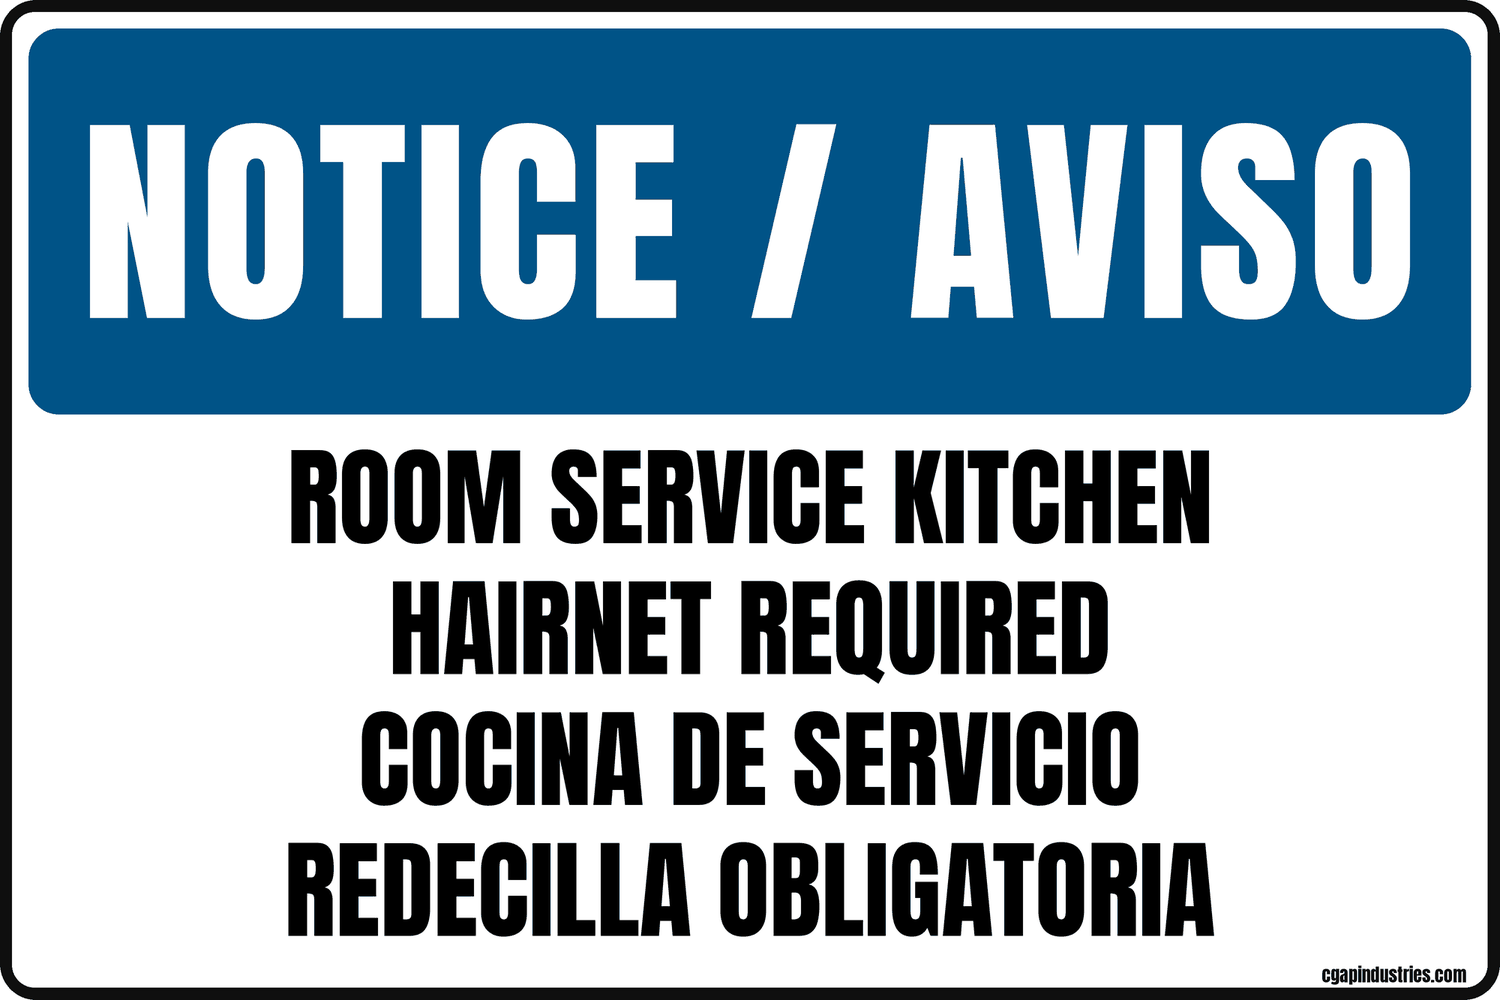 NOTICE / AVISO
ROOM SERVICE KITCHEN
HAIRNET REQUIRED
COCINA DE SERVICIO
REDECILLA OBLIGATORIA
cgapindustries.com